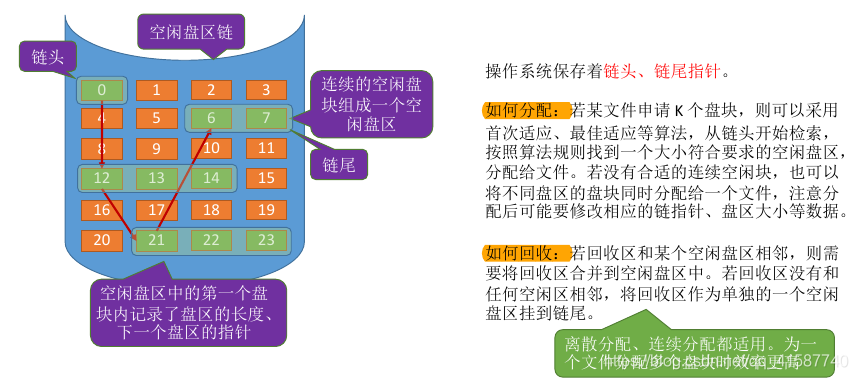 空闲盘区链
链头
0 1 2 3
4 5 6 7
8 9 10 11
12 13 14 15
16 17 18 19
20 21 22 23
连续的空闲盘
块组成一个空
闲盘区
链尾
空闲盘区中的第一个盘
块内记录了盘区的长度、
下一个盘区的指针
操作系统保存着链头、链尾指针。
如何分配：若某文件申请 K 个盘块，则可以采用
首次适应、最佳适应等算法，从链头开始检索，
按照算法规则找到一个大小符合要求的空闲盘区，
分配给文件。若没有合适的连续空闲块，也可以
将不同盘区的盘块同时分配给一个文件，注意分
配后可能要修改相应的链指针、盘区大小等数据。
如何回收：若回收区和某个空闲盘区相邻，则需
要将回收区合并到空闲盘区中。若回收区没有和
任何空闲区相邻，将回收区作为单独的一个空闲
盘区挂到链尾。
离散分配、连续分配都适用。为一
个文件分配多个盘块时效率更高
https://blog.csdn.net/qq_41587740